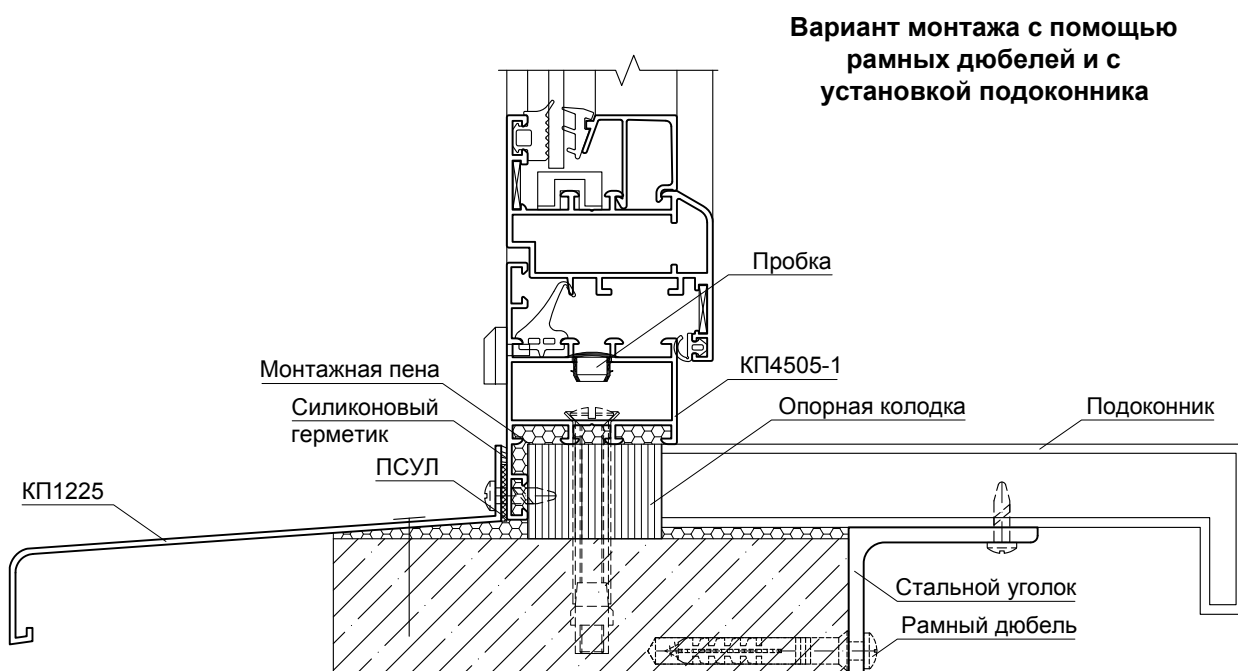 Вариант монтажа с помощью
рамных дюбелей и с
установкой подоконника
Пробка
Монтажная пена
КП4505-1
Силиконовый
герметик
Опорная колодка
Подоконник
ПСУЛ
КП1225
Стальной уголок
Рамный дюбель